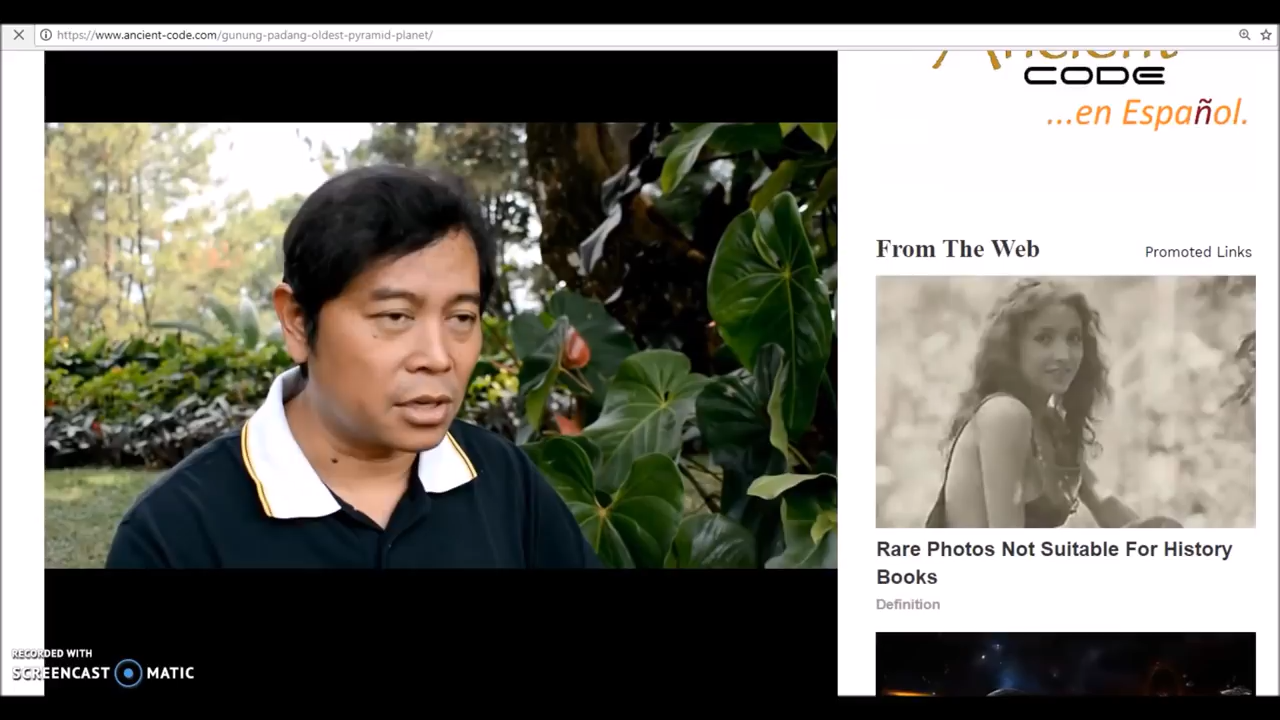 https://www.ancient-code.com/gunung-padang-oldest-pyramid-planet/
Ancient
CODE
...en Español.
From The Web
Promoted Links
Rare Photos Not Suitable For History
Books
Definition
RECORDED WITH
SCREENCAST MATIC